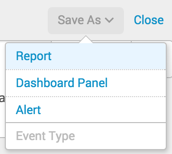 Save As Close
Report
Dashboard Panel
Alert
Event Type